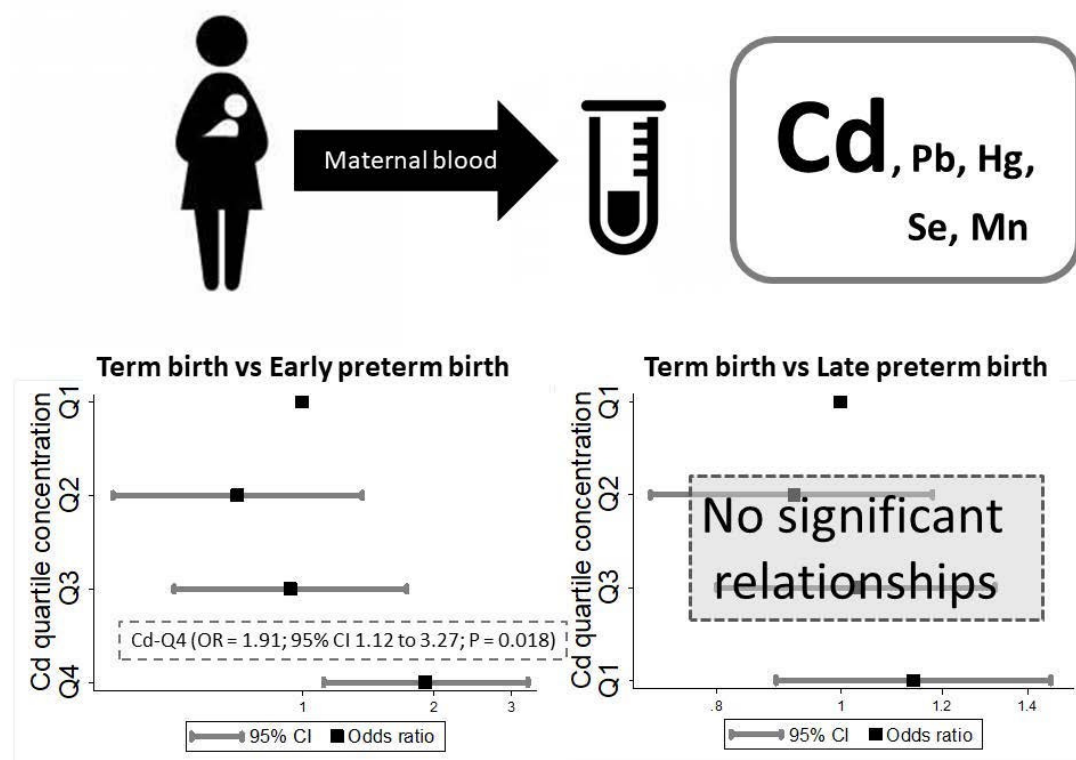 Maternal blood
Cd, Pb, Hg,
Se, Mn
Term birth vs Early preterm birth
Cd quartile concentration
Q1
Q2
Q3
Q4
Cd-Q4 (OR = 1.91; 95% CI 1.12 to 3.27; P = 0.018)
1 2 3
95% CI Odds ratio
Term birth vs Late preterm birth
Cd quartile concentration
Q1
Q2
Q3
Q1
No significant
relationships
.8 1 1.2 1.4
95% CI Odds ratio